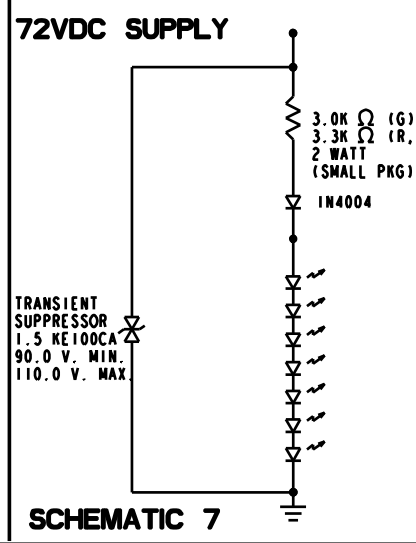 72VDC SUPPLY
3.0K Ω (G)
3.3K Ω (R,
2 WATT
(SMALL PKG)
1N4004
TRANSIENT
SUPPRESSOR
1.5 KE100CA
90.0 V. MIN.
110.0 V. MAX.
SCHEMATIC 7